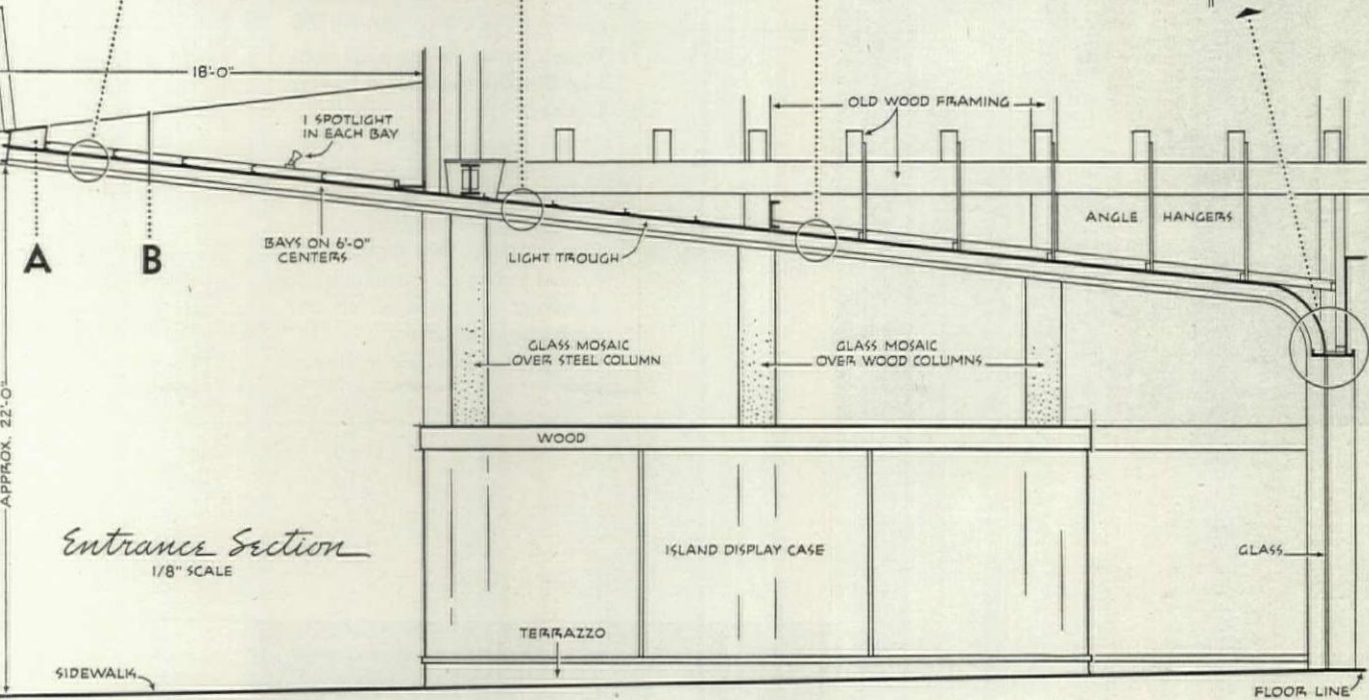 18'-0"
1 SPOTLIGHT
IN EACH BAY
OLD WOOD FRAMING
A
B
BAYS ON 6'-0"
CENTERS
LIGHT TROUGH
ANGLE HANGERS
GLASS MOSAIC
OVER STEEL COLUMN
GLASS MOSAIC
OVER WOOD COLUMNS
APPROX. 22'-0"
WOOD
Entrance Section
1/8" SCALE
ISLAND DISPLAY CASE
GLASS
TERRAZZO
SIDEWALK
FLOOR LINE